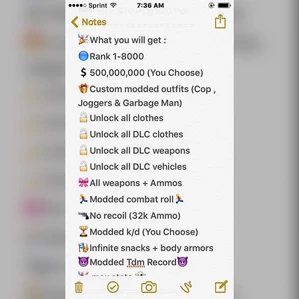 Sprint 7:36 AM
Notes
What you will get :
Rank 1-8000
$ 500,000,000 (You Choose)
Custom modded outfits (Cop ,
Joggers & Garbage Man)
Unlock all clothes
Unlock all DLC clothes
Unlock all DLC weapons
Unlock all DLC vehicles
All weapons + Ammos
Modded combat roll
No recoil (32k Ammo)
Modded k/d (You Choose)
Infinite snacks + body armors
Modded Tdm Record